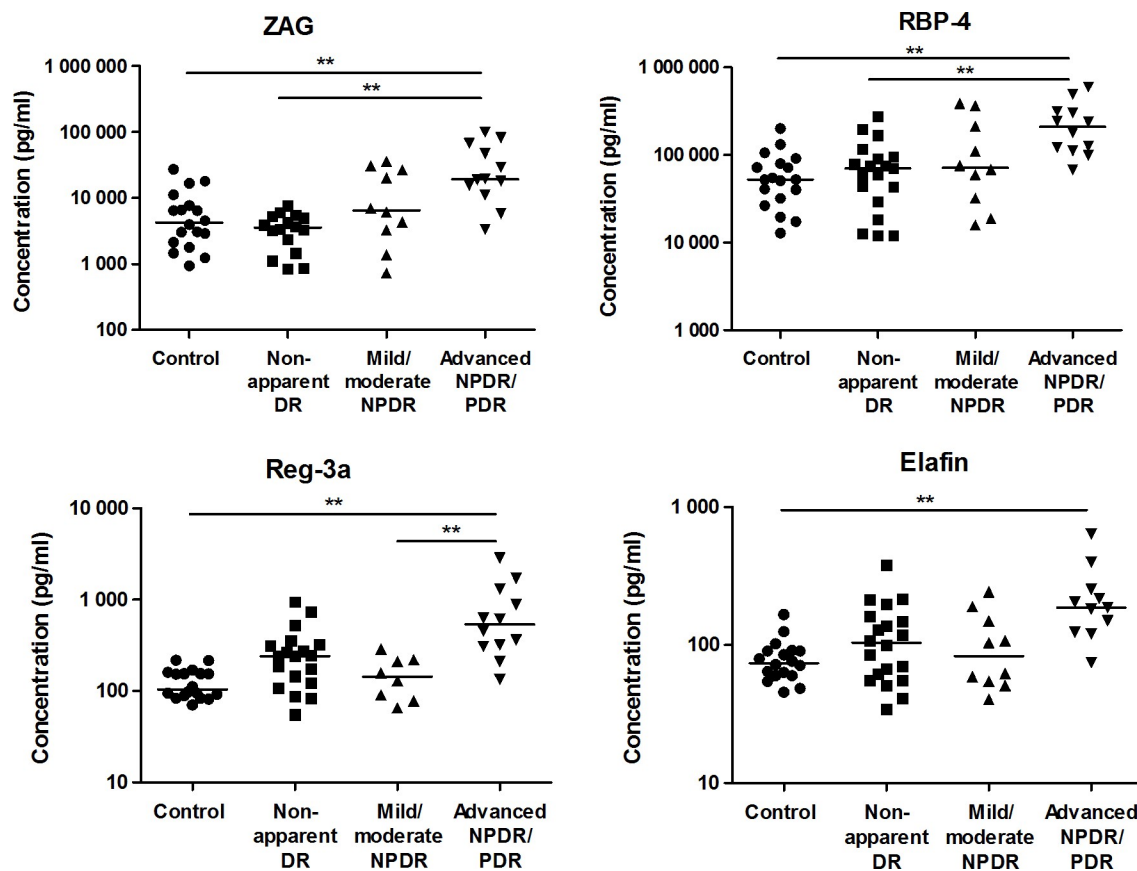 ZAG
Concentration (pg/ml)
1 000 000
100 000
10 000
1 000
100
**
**
Control
Non-
apparent
DR
Mild/
moderate
NPDR
Advanced
NPDR/
PDR
RBP-4
Concentration (pg/ml)
1 000 000
100 000
10 000
1 000
**
**
Control
Non-
apparent
DR
Mild/
moderate
NPDR
Advanced
NPDR/
PDR
Reg-3a
Concentration (pg/ml)
10 000
1 000
100
10
**
**
Control
Non-
apparent
DR
Mild/
moderate
NPDR
Advanced
NPDR/
PDR
Elafin
Concentration (pg/ml)
1 000
100
10
**
Control
Non-
apparent
DR
Mild/
moderate
NPDR
Advanced
NPDR/
PDR